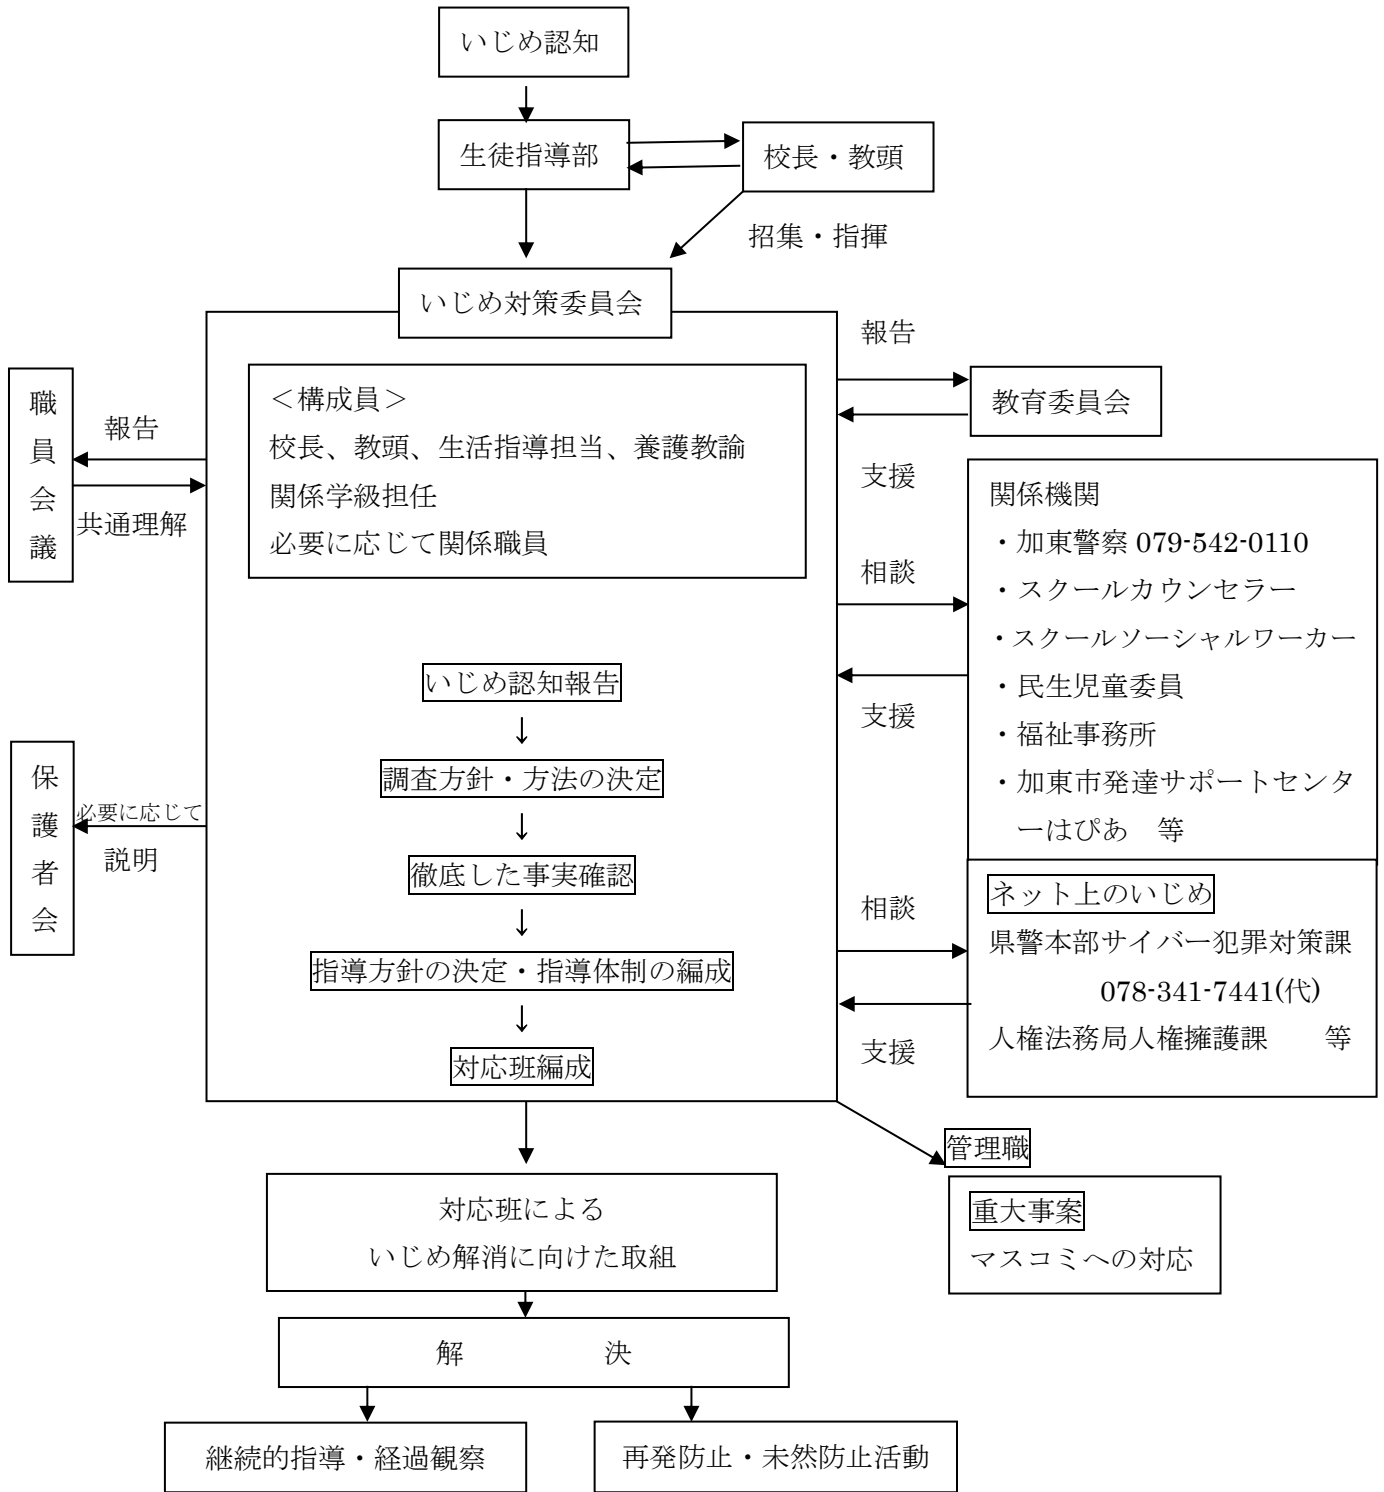 いじめ認知
生徒指導部
校長・教頭
招集・指揮
いじめ対策委員会
報告
教育委員会
支援
職員会議
報告
共通理解
＜構成員＞
校長、教頭、生活指導担当、養護教諭
関係学級担任
必要に応じて関係職員
相談
支援
関係機関
・加東警察 079-542-0110
・スクールカウンセラー
・スクールソーシャルワーカー
・民生児童委員
・福祉事務所
・加東市発達サポートセンタ
ーはぴあ　等
いじめ認知報告
↓
調査方針・方法の決定
↓
徹底した事実確認
↓
指導方針の決定・指導体制の編成
↓
対応班編成
保護者会
必要に応じて
説明
相談
支援
ネット上のいじめ
県警本部サイバー犯罪対策課
078-341-7441(代)
人権法務局人権擁護課　　等
管理職
重大事案
マスコミへの対応
対応班による
いじめ解消に向けた取組
解　　　　　決
継続的指導・経過観察
再発防止・未然防止活動